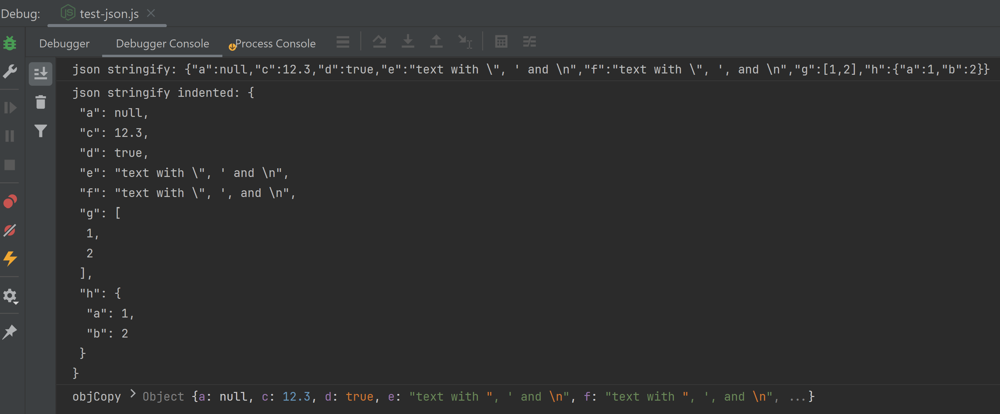 Debug: JS test-json.js
Debugger Debugger Console Process Console
json stringify: {"a":null,"c":12.3,"d":true,"e":"text with \", ' and \n","f":"text with \", ', and \n","g":[1,2],"h":{"a":1,"b":2}}
json stringify indented: {
 "a": null,
 "c": 12.3,
 "d": true,
 "e": "text with \", ' and \n",
 "f": "text with \", ', and \n",
 "g": [
  1,
  2
 ],
 "h": {
  "a": 1,
  "b": 2
 }
}
objCopy > Object {a: null, c: 12.3, d: true, e: "text with ", ' and \n", f: "text with ", ', and \n", ...}